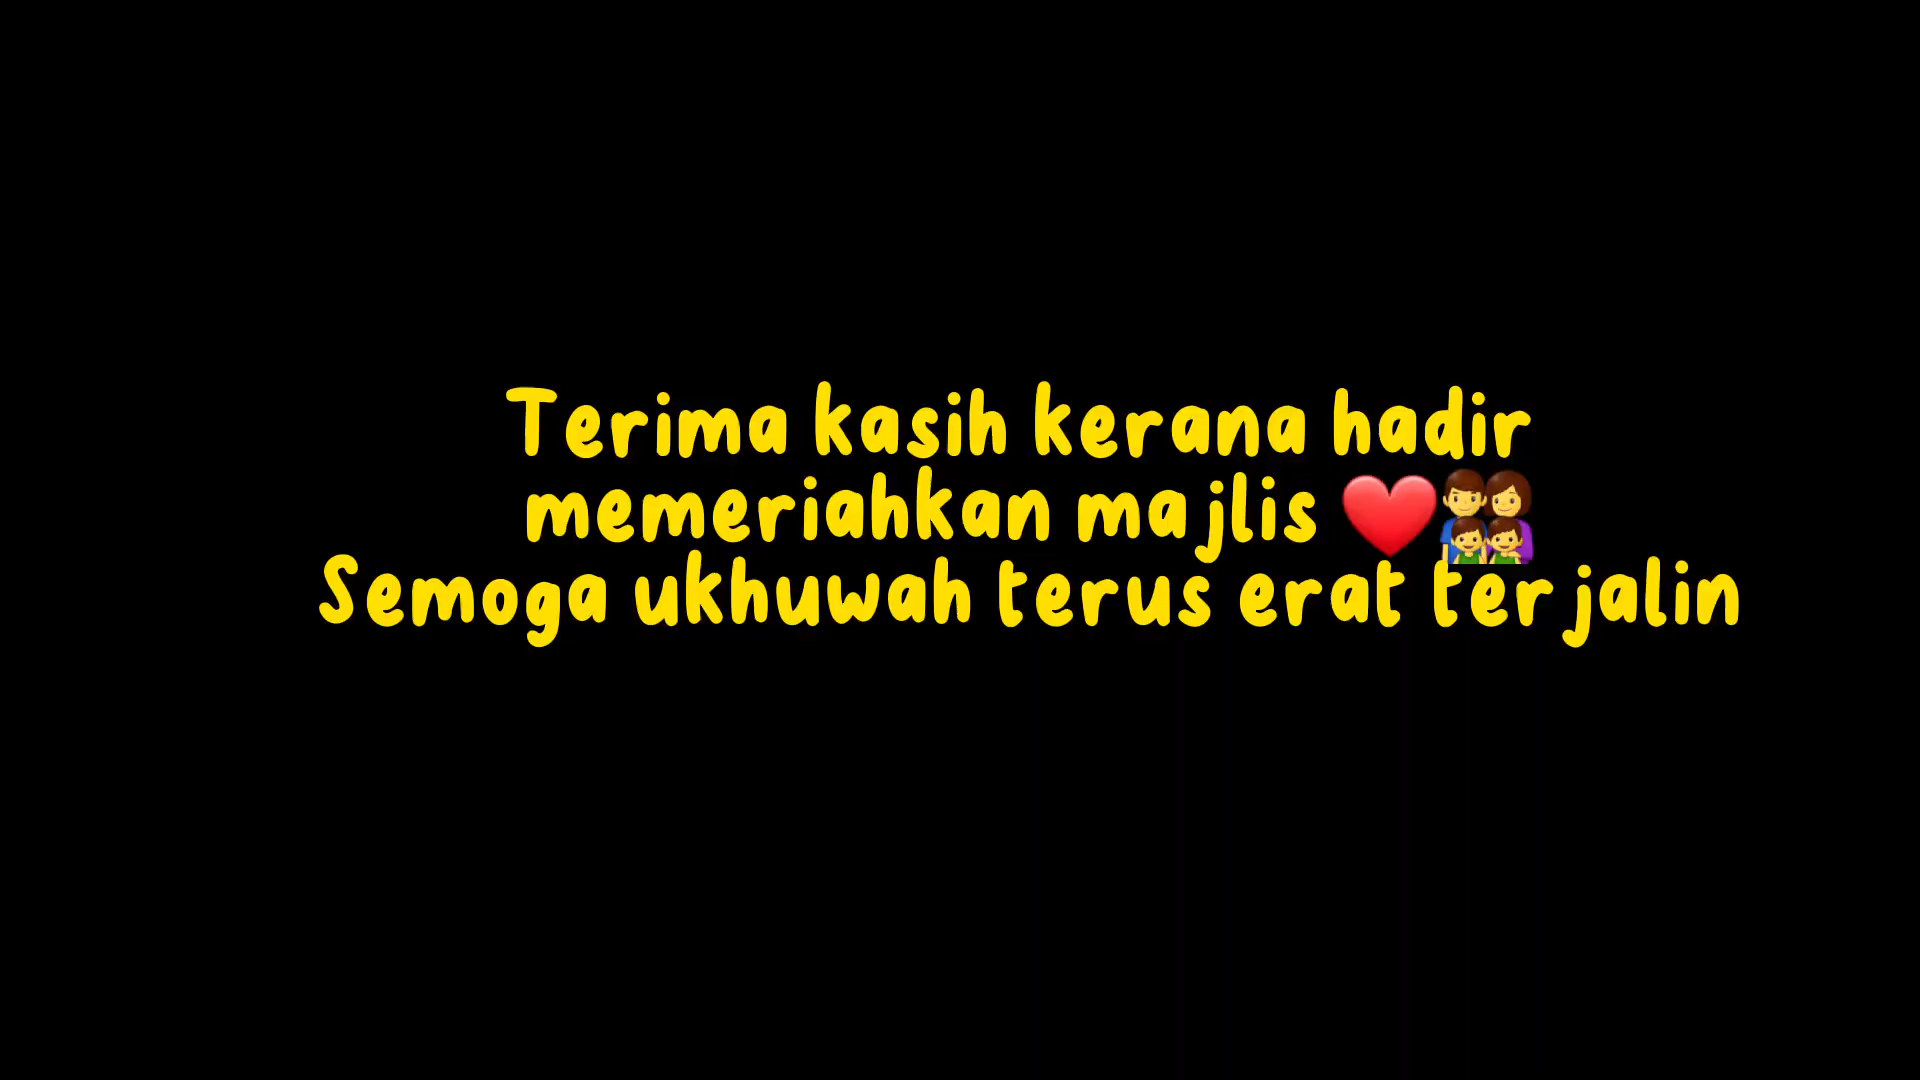 Terima kasih kerana hadir
memeriahkan majlis ❤️👨‍👩‍👦‍👦
Semoga ukhuwah terus erat terjalin